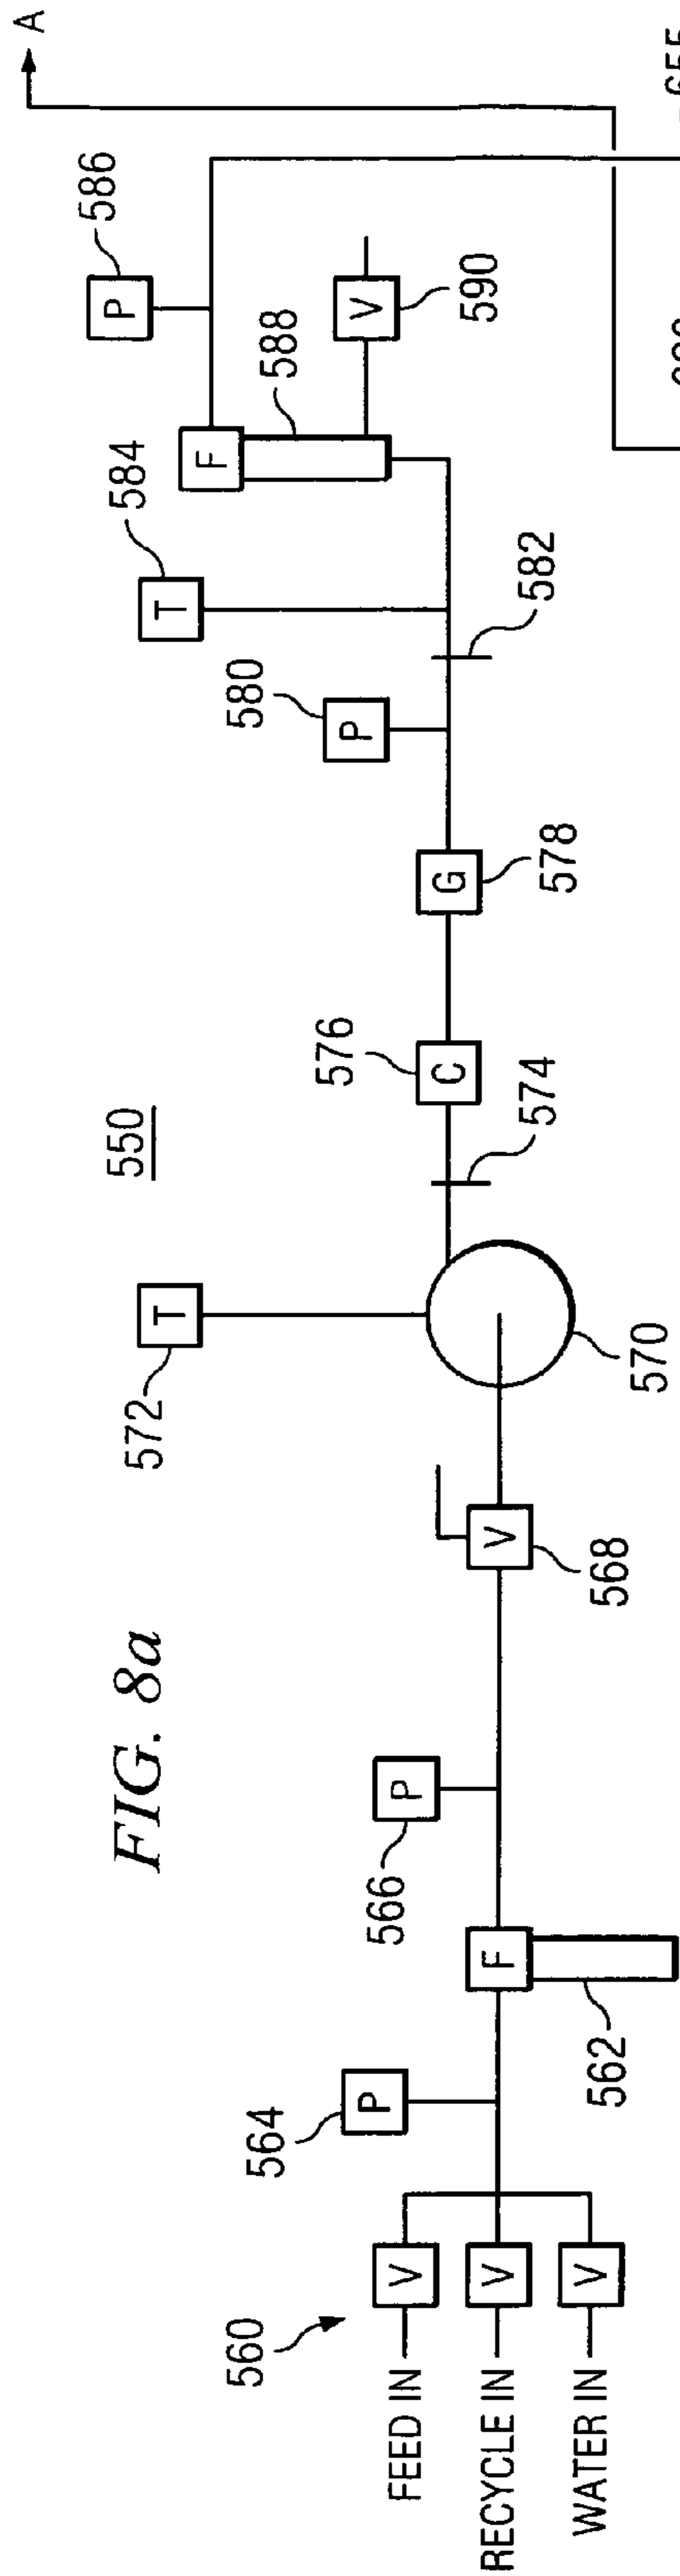 FIG. 8a
550
560
FEED IN
RECYCLE IN
WATER IN
V
V
V
564
P
F
562
566
P
V
568
572
T
570
574
576
C
G
578
580
P
582
584
T
F
588
586
P
V
590
A
655